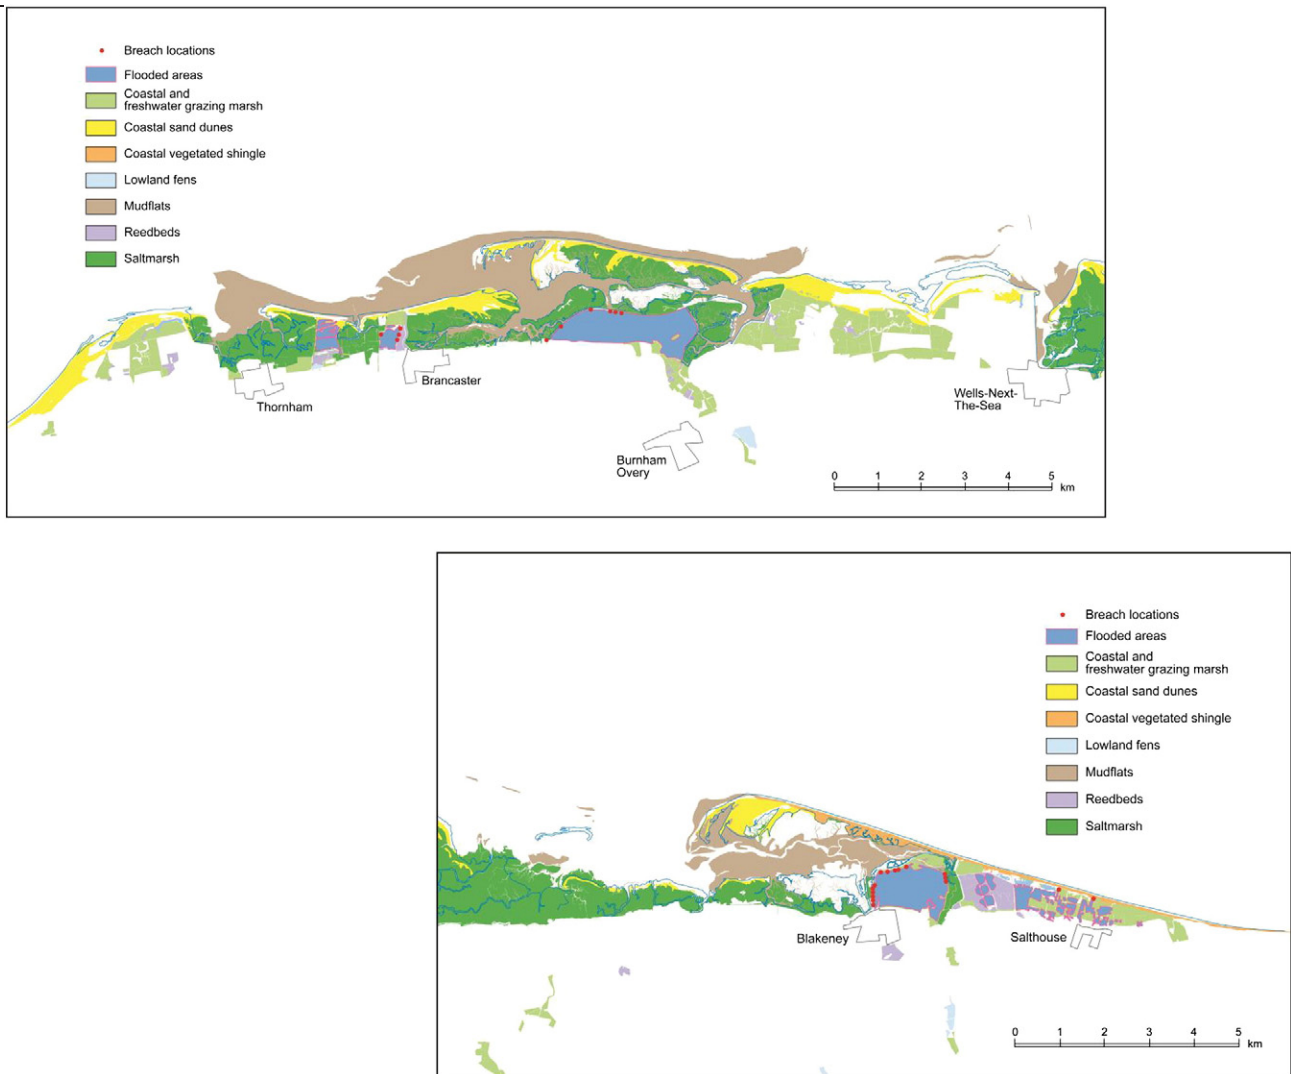 Breach locations
Flooded areas
Coastal and
freshwater grazing marsh
Coastal sand dunes
Coastal vegetated shingle
Lowland fens
Mudflats
Reedbeds
Saltmarsh
Thornham
Brancaster
Burnham
Overy
Wells-Next-
The-Sea
0 1 2 3 4 5
km
Breach locations
Flooded areas
Coastal and
freshwater grazing marsh
Coastal sand dunes
Coastal vegetated shingle
Lowland fens
Mudflats
Reedbeds
Saltmarsh
Blakeney
Salthouse
0 1 2 3 4 5
km